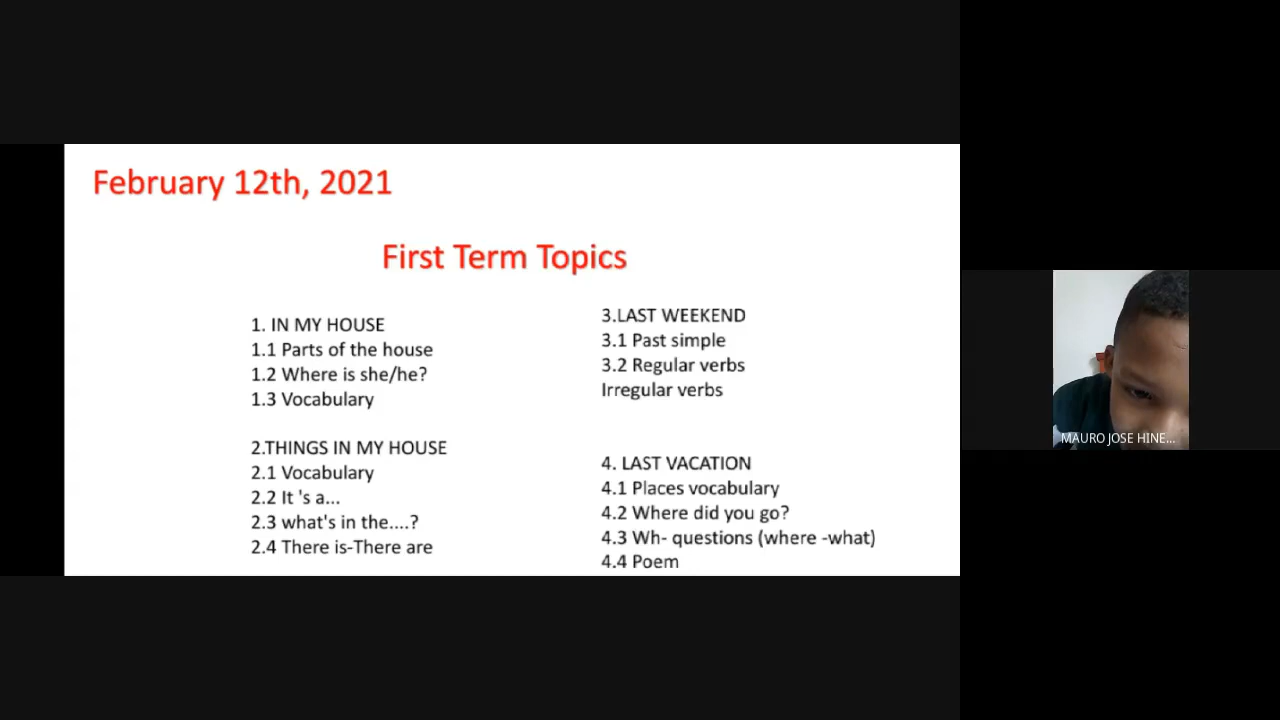 February 12th, 2021
First Term Topics
1. IN MY HOUSE
1.1 Parts of the house
1.2 Where is she/he?
1.3 Vocabulary
2.THINGS IN MY HOUSE
2.1 Vocabulary
2.2 It 's a...
2.3 what's in the....?
2.4 There is-There are
3.LAST WEEKEND
3.1 Past simple
3.2 Regular verbs
Irregular verbs
4. LAST VACATION
4.1 Places vocabulary
4.2 Where did you go?
4.3 Wh- questions (where -what)
4.4 Poem
MAURO JOSE HINE...